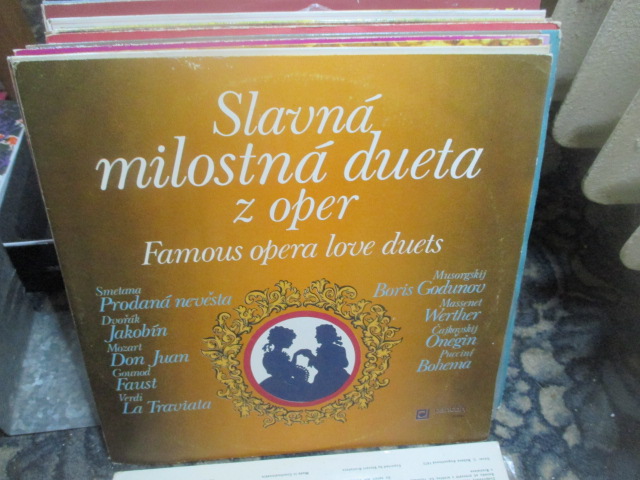 Slavná
milostná dueta
z oper
Famous opera love duets
Smetana
Prodaná nevěsta
Dvořák
Jakobín
Mozart
Don Juan
Gounod
Faust
Verdi
La Traviata
Musorgskij
Boris Godunov
Massenet
Werther
Čajkovskij
Oněgin
Puccini
Bohema